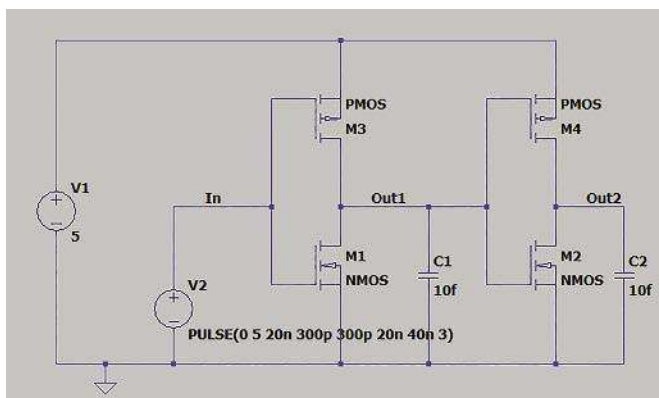 PMOS
M3
PMOS
M4
V1
5
In
Out1
Out2
V2
M1
NMOS
C1
10f
M2
NMOS
C2
10f
PULSE(0 5 20n 300p 300p 20n 40n 3)